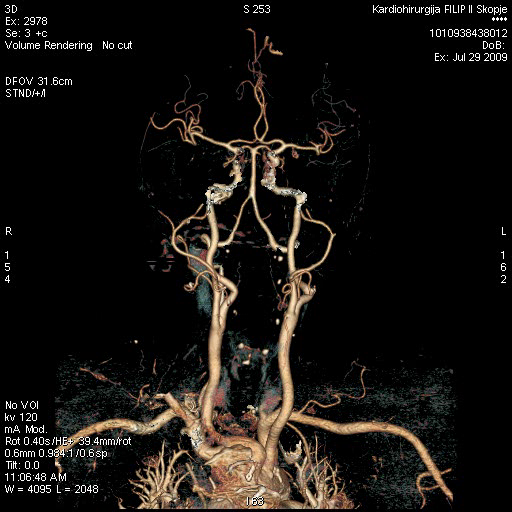 3D
Ex: 2978
Se: 3 +c
Volume Rendering No cut
DFOV 31.6cm
STND/+/I
S 253
Kardiohirurgija FILIP II Skopje
****
1010938438012
DoB:
Ex: Jul 29 2009
R
1
5
4
L
1
6
2
No VOI
kv 120
mA Mod.
Rot 0.40s/HE+ 39.4mm/rot
0.6mm 0.984:1/0.6sp
Tilt: 0.0
11:06:48 AM
W = 4095 L = 2048
I 63